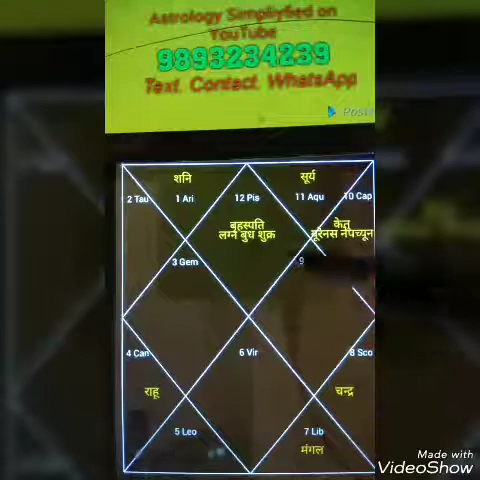 Astrology Simpliyfied on
YouTube
9893234239
Text. Contact. WhatsApp
शनि
सूर्य
2 Tau
1 Ari
12 Pis
11 Aqu
10 Cap
बृहस्पति
लग्न बुध शुक्र
केतु
यूरेनस नेपच्यून
3 Gem
9
4 Can
6 Vir
8 Sco
राहू
चन्द्र
5 Leo
7 Lib
मंगल
Made with
VideoShow